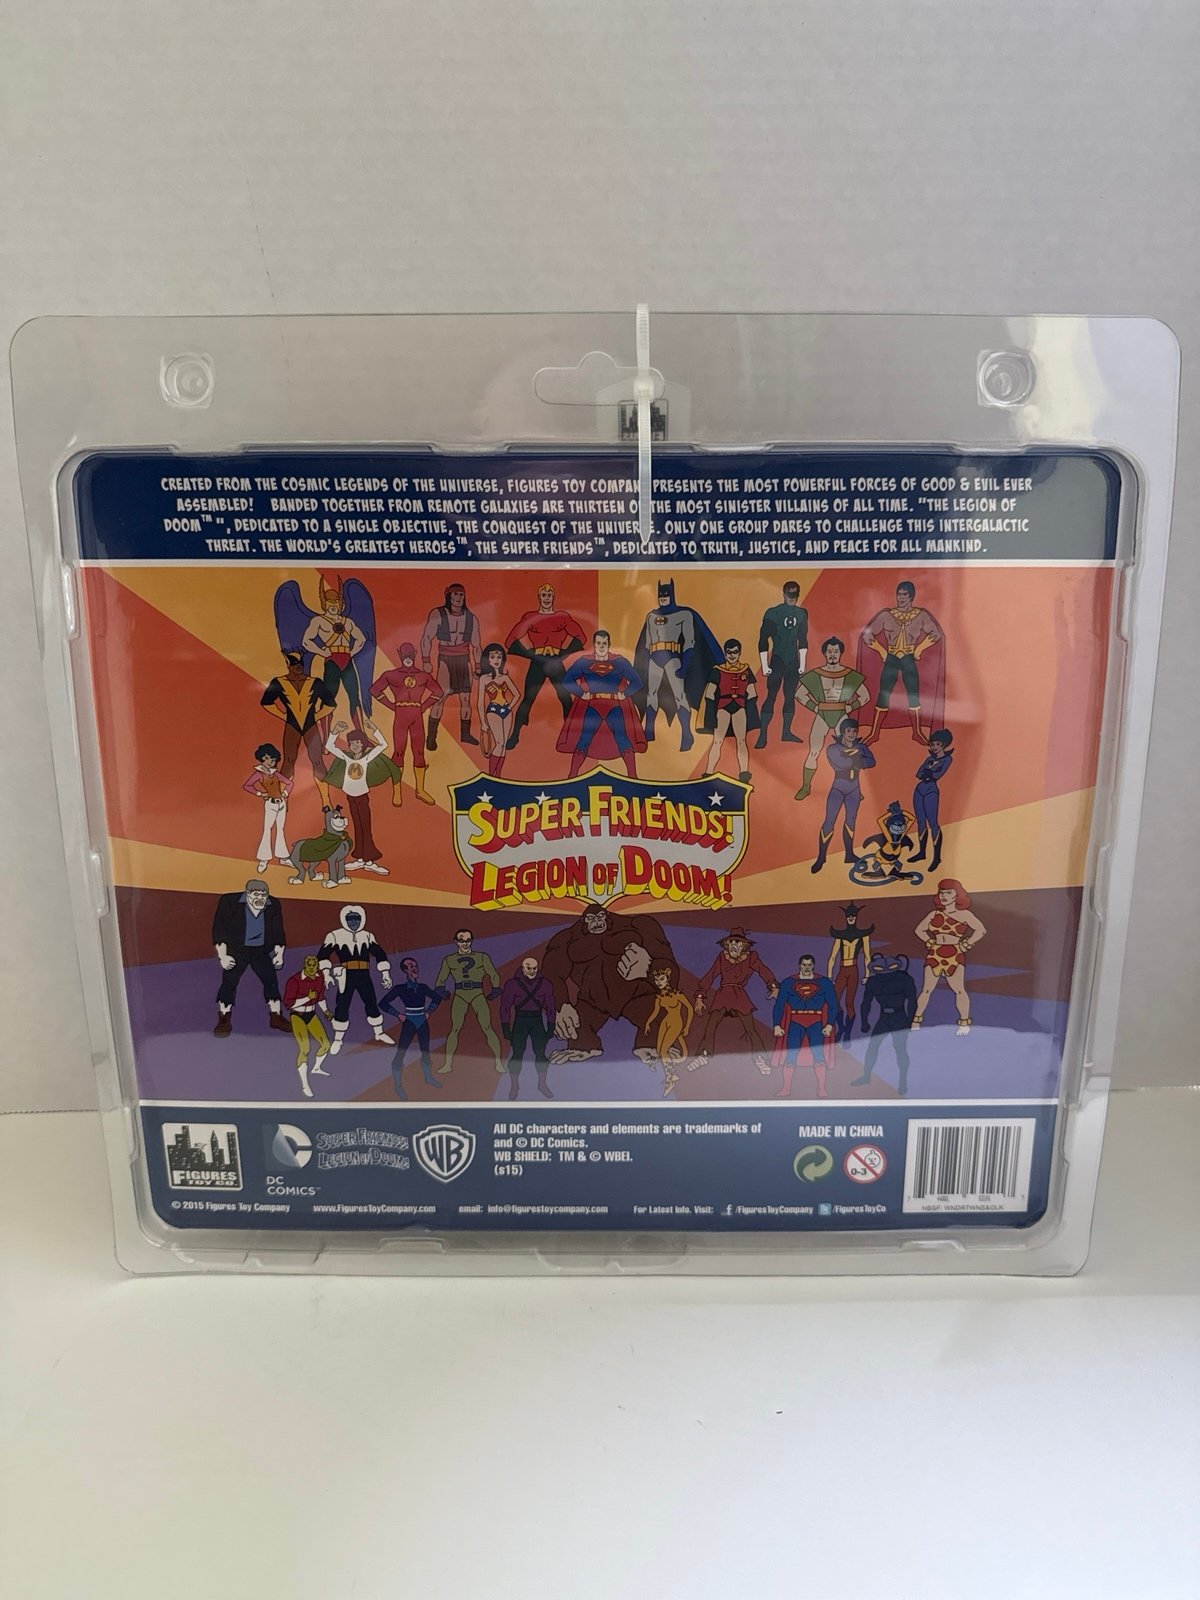 CREATED FROM THE COSMIC LEGENDS OF THE UNIVERSE, FIGURES TOY COMPAN PRESENTS THE MOST POWERFUL FORCES OF GOOD & EVIL EVER
ASSEMBLED! BANDED TOGETHER FROM REMOTE GALAXIES ARE THIRTEEN O THE MOST SINISTER VILLAINS OF ALL TIME. "THE LEGION OF
DOOM™", DEDICATED TO A SINGLE OBJECTIVE, THE CONQUEST OF THE UNIVERSE. ONLY ONE GROUP DARES TO CHALLENGE THIS INTERGALACTIC
THREAT. THE WORLD'S GREATEST HEROES™, THE SUPER FRIENDS™, DEDICATED TO TRUTH, JUSTICE, AND PEACE FOR ALL MANKIND.
SUPER FRIENDS!
LEGION OF DOOM!
FIGURES
TOY CO.
DC
COMICS™
SUPER FRIENDS!
LEGION OF DOOM!
WB
All DC characters and elements are trademarks of
and © DC Comics.
WB SHIELD: TM & © WBEI.
(s15)
MADE IN CHINA
0-3
HBSF: WNDRTWNS&GLK
© 2015 Figures Toy Company www.FiguresToyCompany.com email: info@figurestoycompany.com For Latest Info. Visit: f /FiguresToyCompany /FiguresToyCo